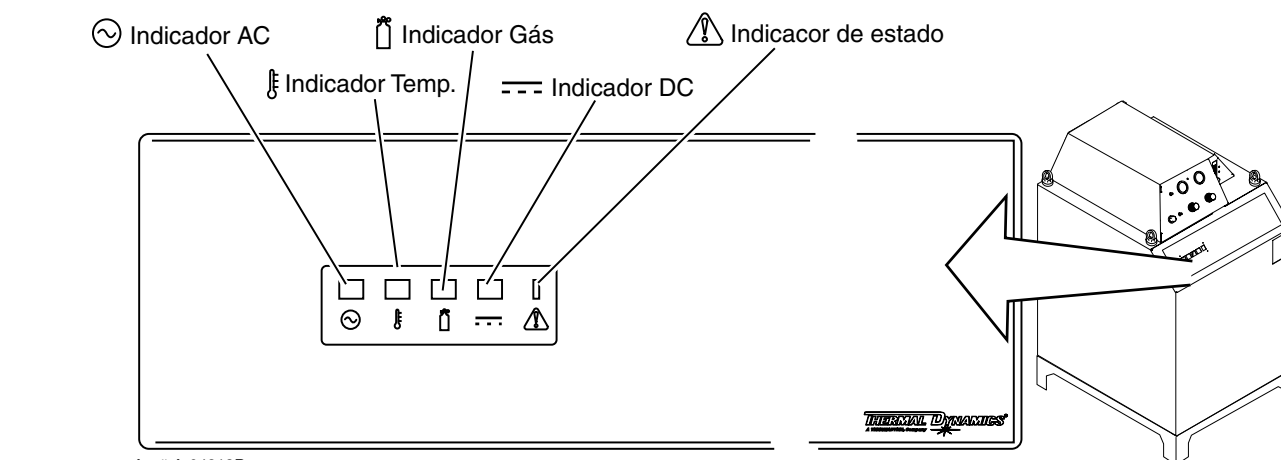 Indicador AC
Indicador Gás
Indicacor de estado
Indicador Temp.
Indicador DC
THERMAL DYNAMICS®